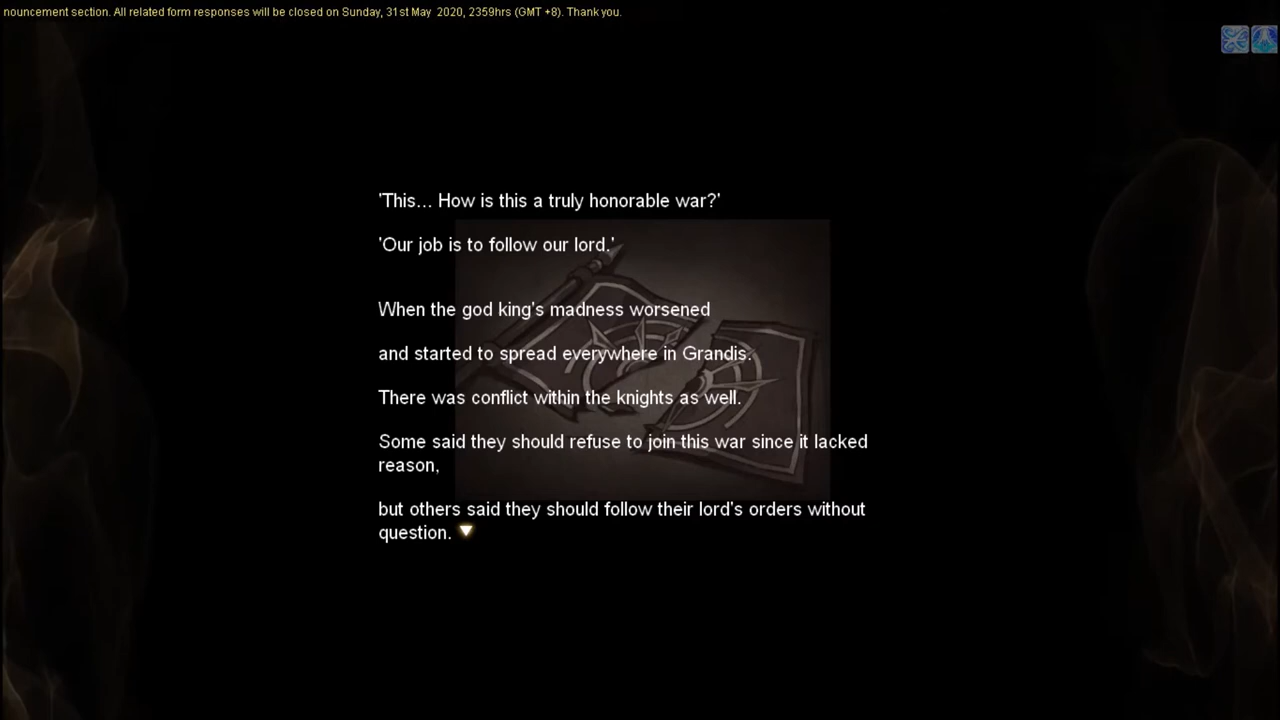 nouncement section. All related form responses will be closed on Sunday, 31st May 2020, 2359hrs (GMT +8). Thank you.
'This... How is this a truly honorable war?'
'Our job is to follow our lord.'
When the god king's madness worsened
and started to spread everywhere in Grandis.
There was conflict within the knights as well.
Some said they should refuse to join this war since it lacked
reason,
but others said they should follow their lord's orders without
question.